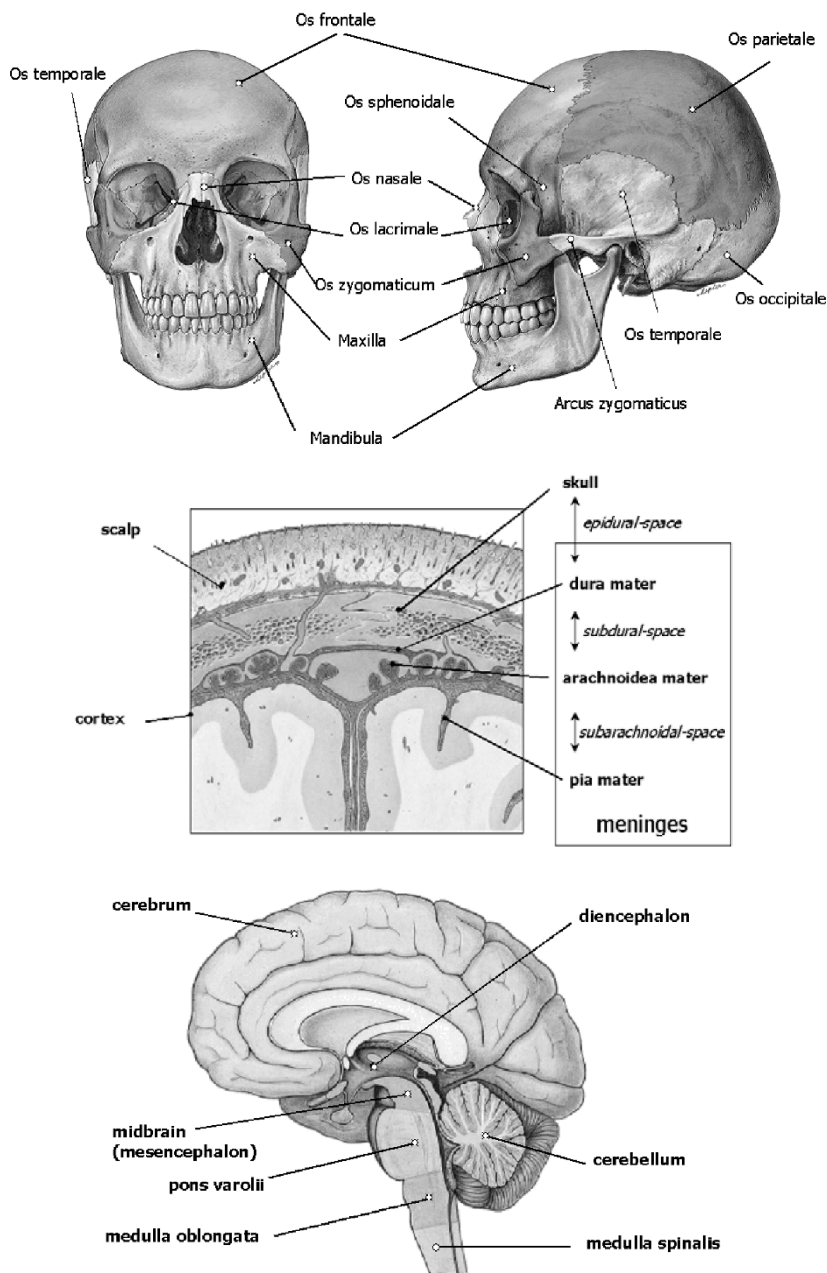 Os frontale
Os temporale
Os parietale
Os sphenoidale
Os nasale
Os lacrimale
Os zygomaticum
Os occipitale
Maxilla
Os temporale
Arcus zygomaticus
Mandibula
skull
epidural-space
scalp
dura mater
subdural-space
arachnoidea mater
cortex
subarachnoidal-space
pia mater
meninges
cerebrum
diencephalon
midbrain
(mesencephalon)
cerebellum
pons varolii
medulla oblongata
medulla spinalis